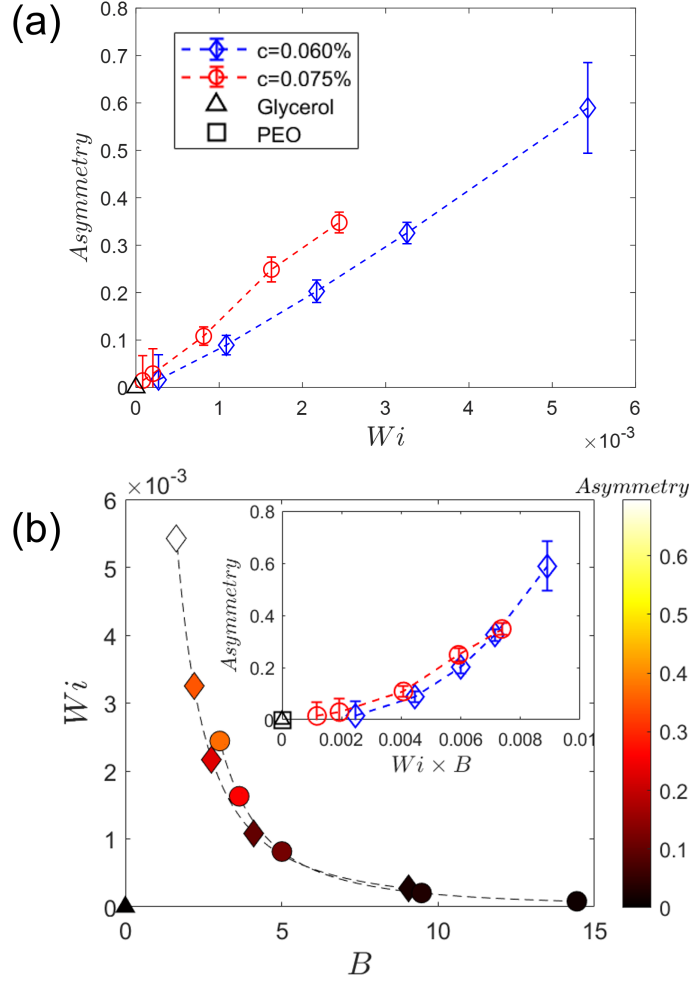 (a)
0.8
0.7
0.6
0.5
0.4
0.3
0.2
0.1
0
Asymmetry
c=0.060%
c=0.075%
Glycerol
PEO
0 1 2 3 4 5 6
Wi
×10⁻³
(b)
×10⁻³
6
5
4
3
2
1
0
Wi
0 5 10 15
B
0.8
0.6
0.4
0.2
0
Asymmetry
0 0.002 0.004 0.006 0.008 0.01
Wi × B
Asymmetry
0.6
0.5
0.4
0.3
0.2
0.1
0